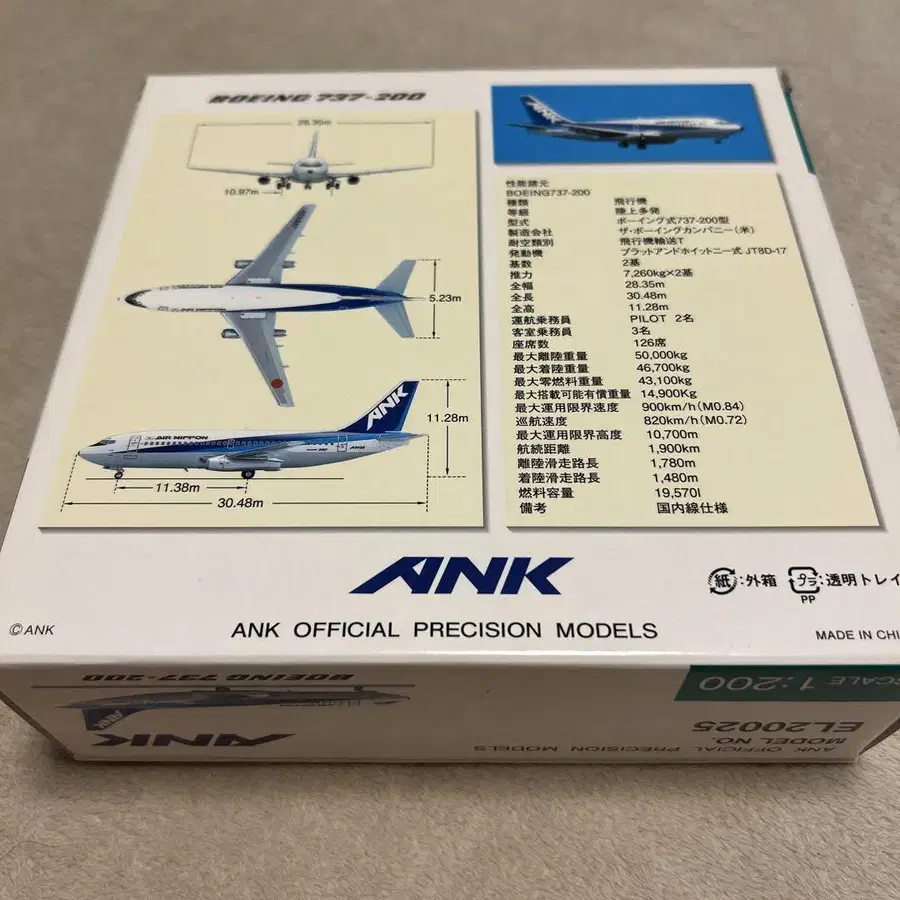 BOEING 737-200
28.35m
10.97m
5.23m
ANK
AIR NIPPON
11.28m
11.38m
30.48m
ANK
性能諸元
BOEING737-200
種類 飛行機
等級 陸上多発
型式 ボーイング式737-200型
製造会社 ザ・ボーイングカンパニー(米)
耐空類別 飛行機輸送T
発動機 プラットアンドホイットニー式 JT8D-17
基数 2基
推力 7,260kg×2基
全幅 28.35m
全長 30.48m
全高 11.28m
運航乗務員 PILOT 2名
客室乗務員 3名
座席数 126席
最大離陸重量 50,000kg
最大着陸重量 46,700kg
最大零燃料重量 43,100kg
最大搭載可能有償重量 14,900Kg
最大運用限界速度 900km/h(M0.84)
巡航速度 820km/h(M0.72)
最大運用限界高度 10,700m
航続距離 1,900km
離陸滑走路長 1,780m
着陸滑走路長 1,480m
燃料容量 19,570l
備考 国内線仕様
ANK
紙:外箱 プラ:透明トレイ
PP
©ANK
ANK OFFICIAL PRECISION MODELS
MADE IN CHI
BOEING 737-200
SCALE 1:200
ANK
ANK
ANK OFFICIAL PRECISION MODELS
MODEL NO.
EL20025